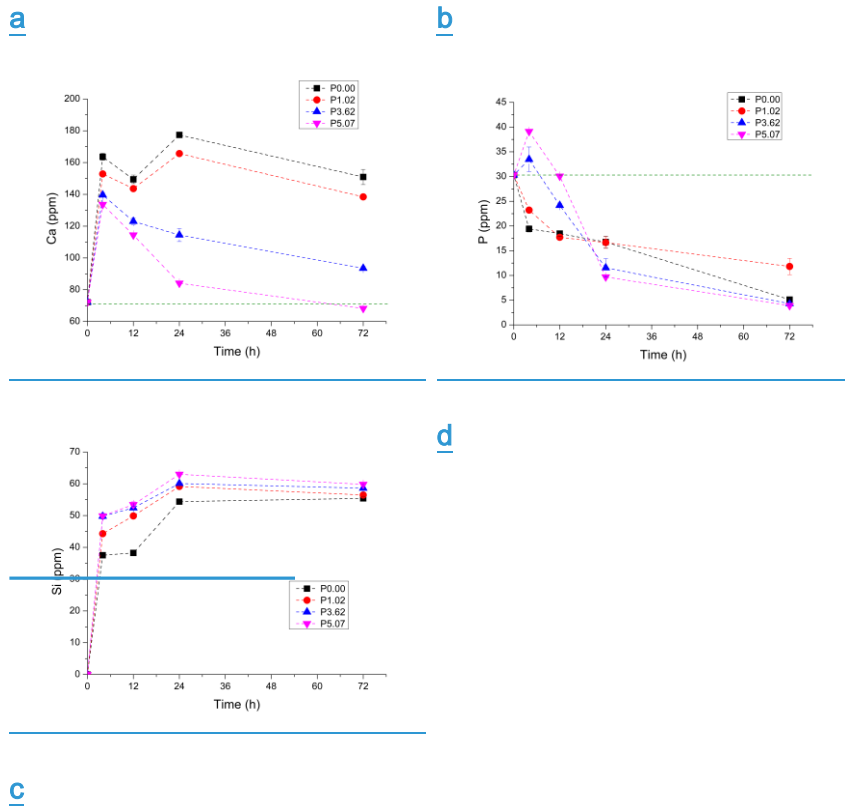 a
b
P0.00
P1.02
P3.62
P5.07
200
180
160
140
120
100
80
60
Ca (ppm)
0 12 24 36 48 60 72
Time (h)
P0.00
P1.02
P3.62
P5.07
45
40
35
30
25
20
15
10
5
0
P (ppm)
0 12 24 36 48 60 72
Time (h)
d
70
60
50
40
30
20
10
0
Si (ppm)
P0.00
P1.02
P3.62
P5.07
0 12 24 36 48 60 72
Time (h)
c